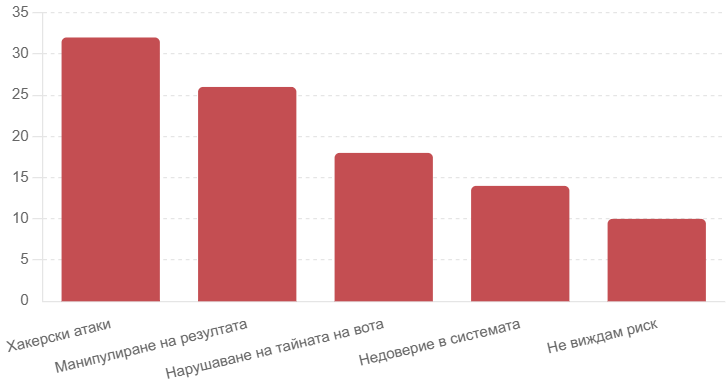 35
30
25
20
15
10
5
0
Хакерски атаки
Манипулиране на резултата
Нарушаване на тайната на вота
Недоверие в системата
Не виждам риск